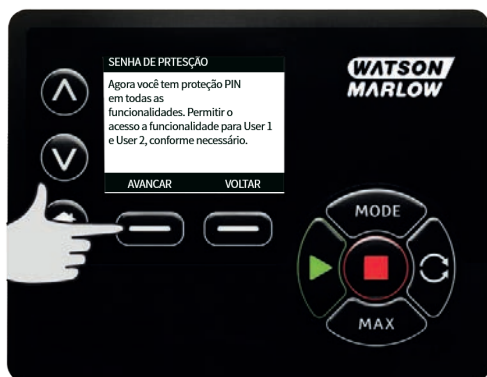 SENHA DE PRTESÇÃO
Agora você tem proteção PIN
em todas as
funcionalidades. Permitir o
acesso a funcionalidade para User 1
e User 2, conforme necessário.
AVANCAR VOLTAR
WATSON
MARLOW
MODE
MAX